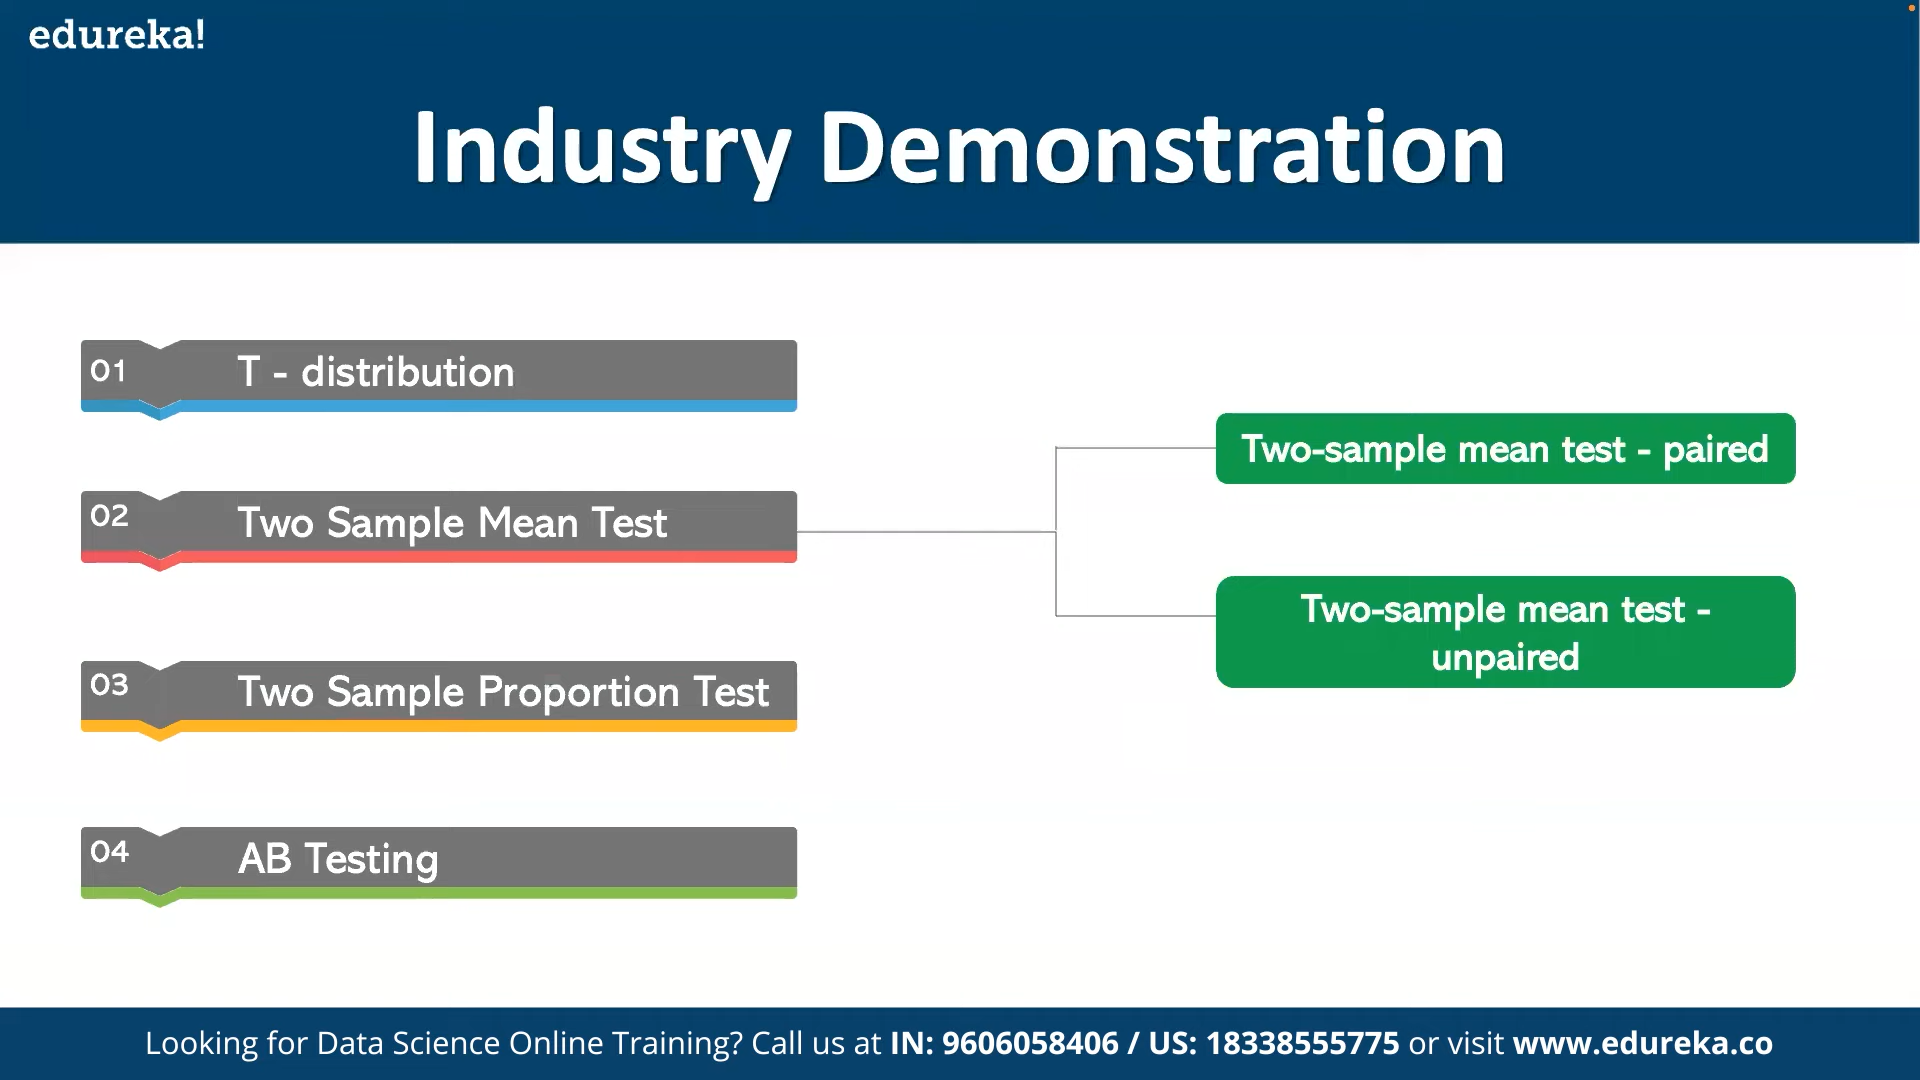 edureka!
Industry Demonstration
01 T - distribution
02 Two Sample Mean Test
Two-sample mean test - paired
Two-sample mean test -
unpaired
03 Two Sample Proportion Test
04 AB Testing
Looking for Data Science Online Training? Call us at IN: 9606058406 / US: 18338555775 or visit www.edureka.co